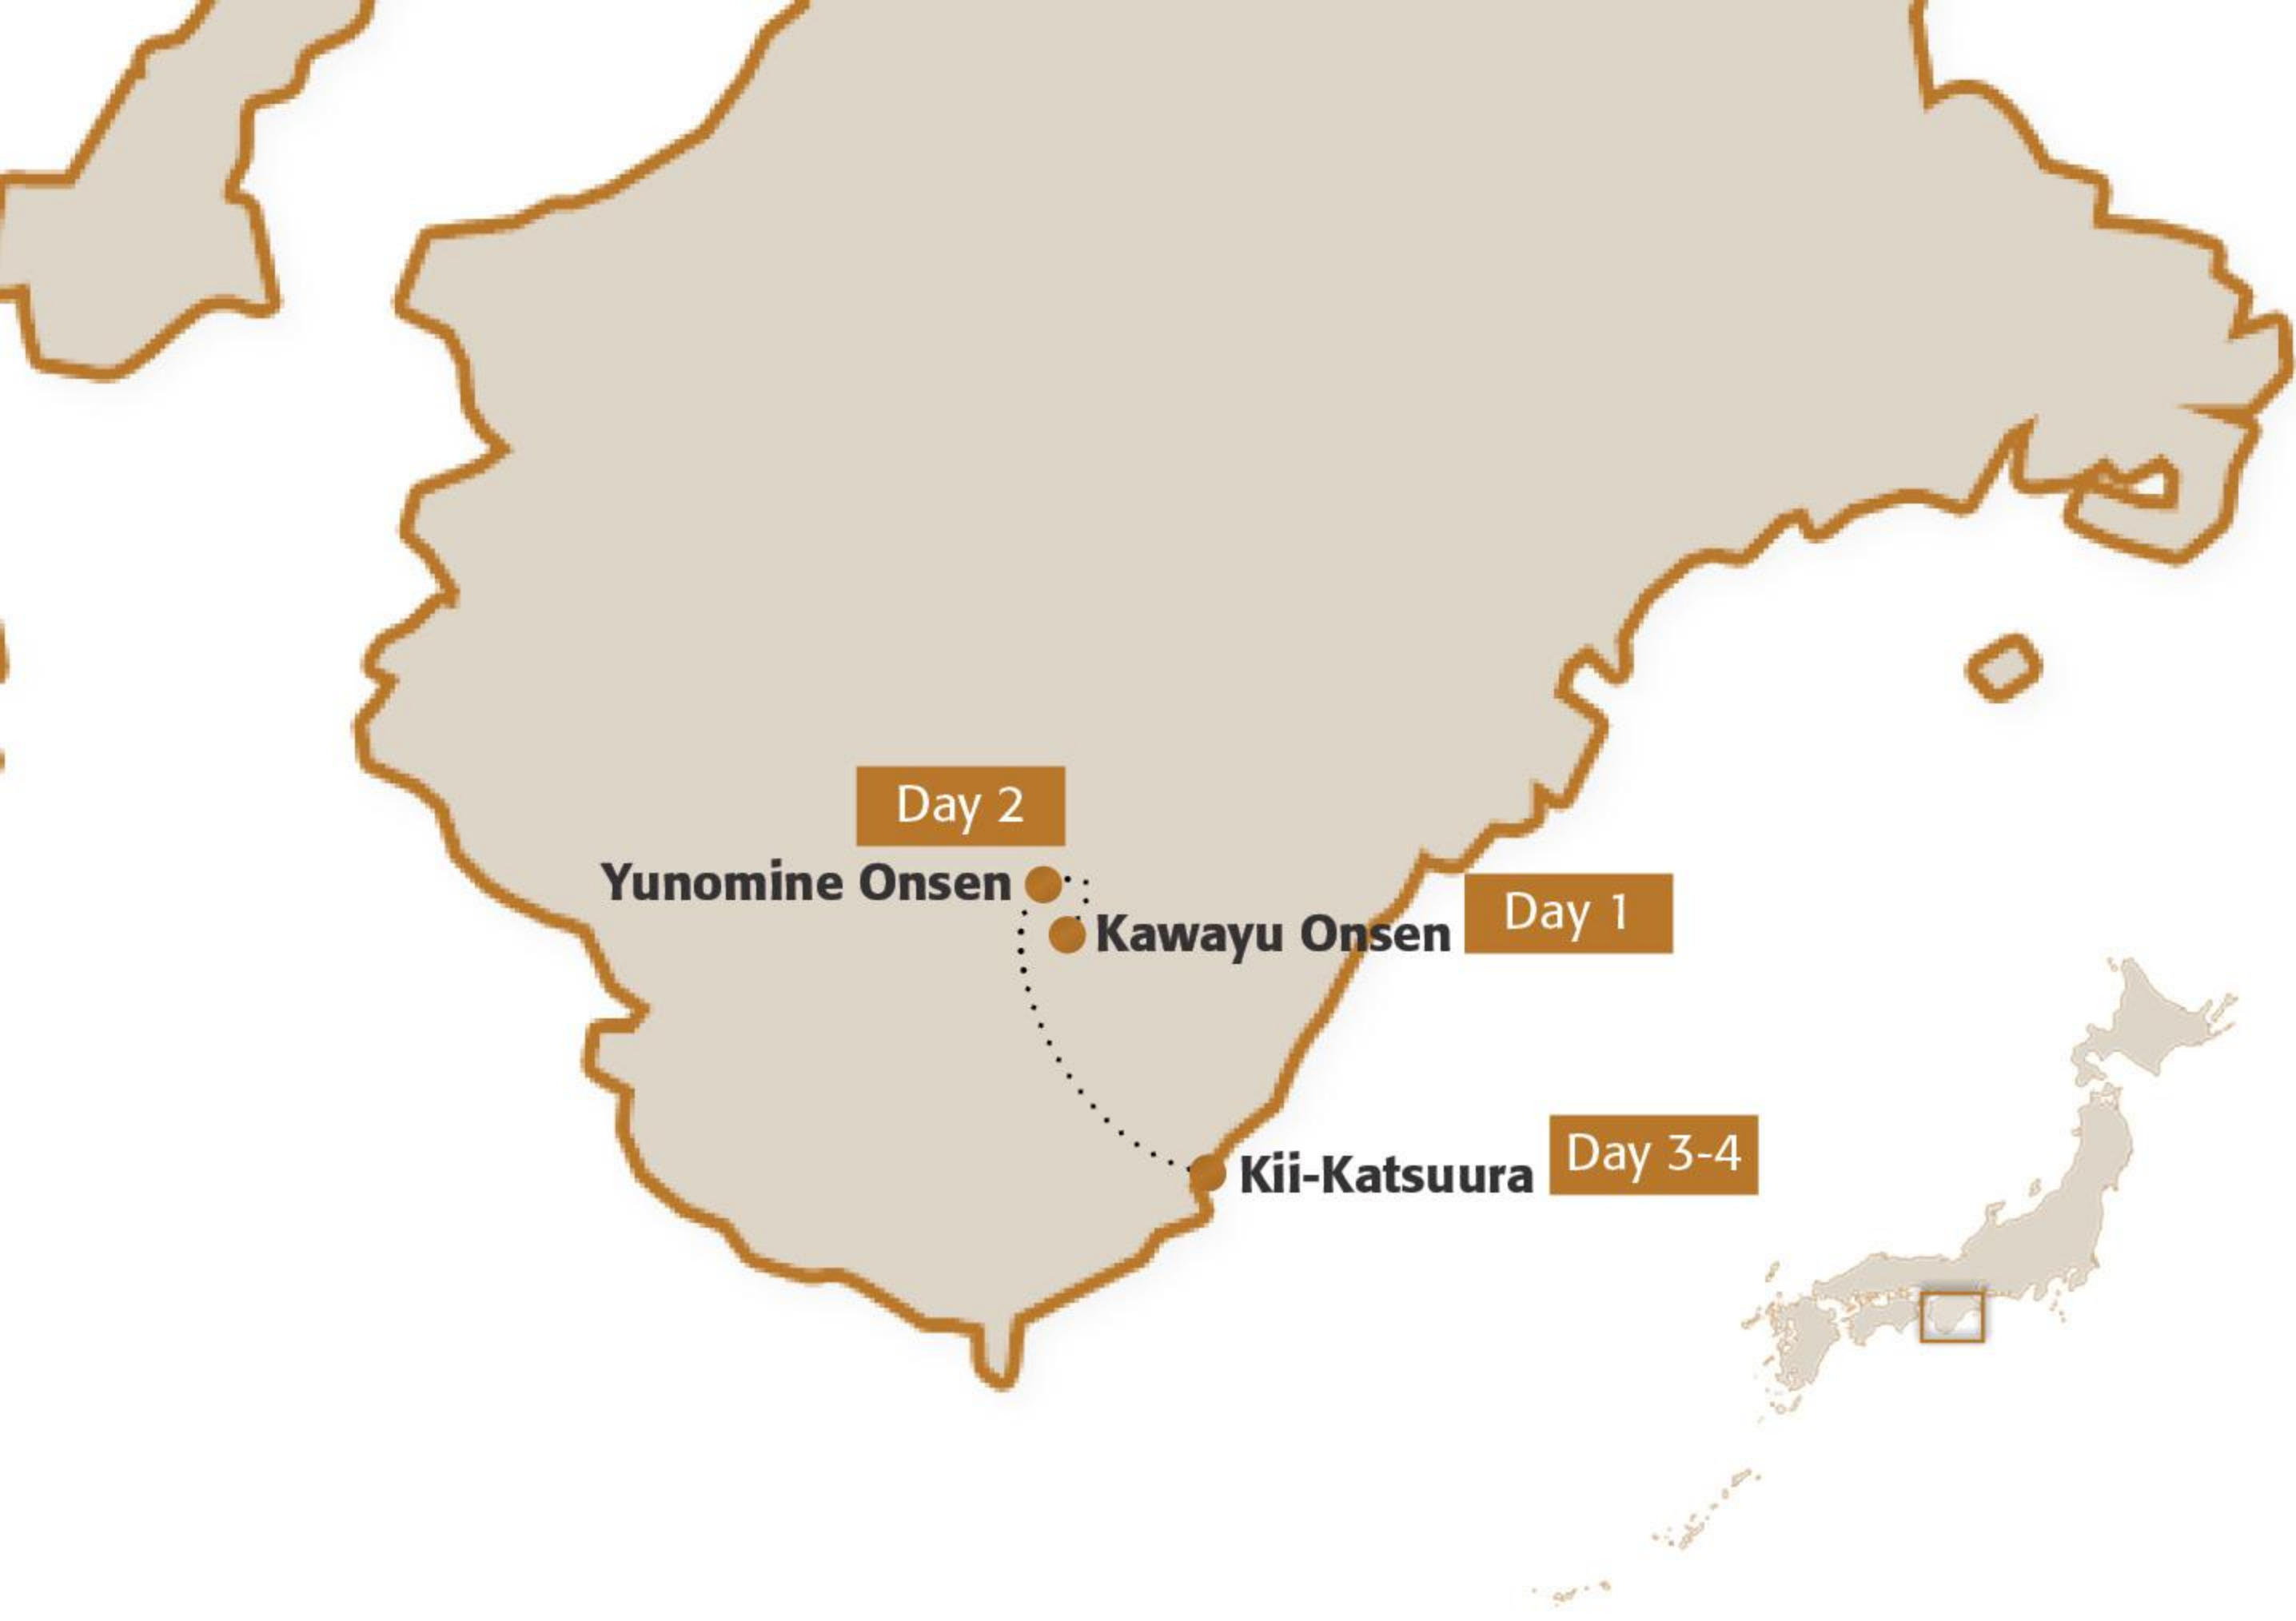 Day 2
Yunomine Onsen
Kawayu Onsen
Day 1
Kii-Katsuura
Day 3-4